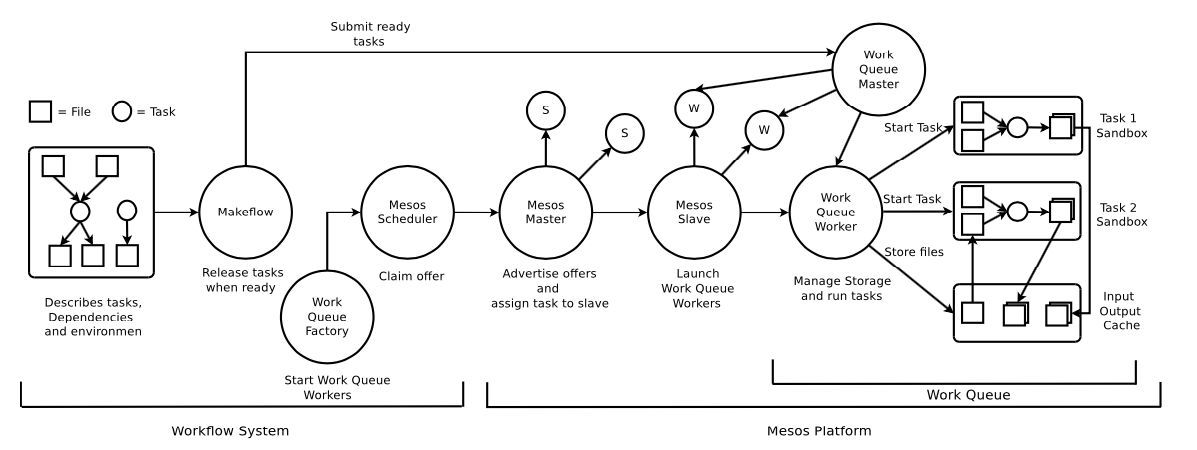 Submit ready
tasks
Work
Queue
Master
= File
= Task
S
S
W
W
Start Task
Task 1
Sandbox
Makeflow
Mesos
Scheduler
Mesos
Master
Mesos
Slave
Work
Queue
Worker
Start Task
Task 2
Sandbox
Store files
Release tasks
when ready
Claim offer
Advertise offers
and
assign task to slave
Launch
Work Queue
Workers
Manage Storage
and run tasks
Input
Output
Cache
Describes tasks,
Dependencies
and environmen
Work
Queue
Factory
Start Work Queue
Workers
Work Queue
Workflow System
Mesos Platform